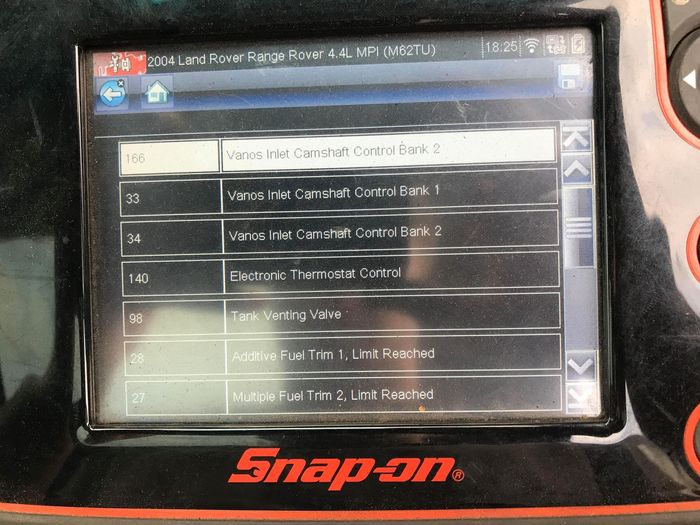 2004 Land Rover Range Rover 4.4L MPI (M62TU) 18:25
166 Vanos Inlet Camshaft Control Bank 2
33 Vanos Inlet Camshaft Control Bank 1
34 Vanos Inlet Camshaft Control Bank 2
140 Electronic Thermostat Control
98 Tank Venting Valve
28 Additive Fuel Trim 1, Limit Reached
27 Multiple Fuel Trim 2, Limit Reached
Snap-on®